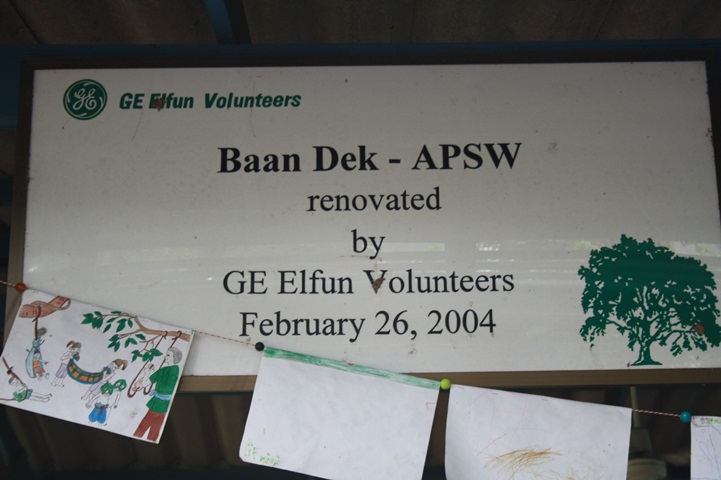 GE Elfun Volunteers
Baan Dek - APSW
renovated
by
GE Elfun Volunteers
February 26, 2004